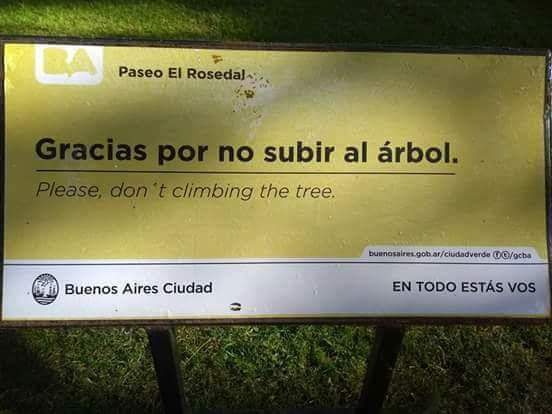 BA
Paseo El Rosedal
Gracias por no subir al árbol.
Please, don´t climbing the tree.
buenosaires.gob.ar/ciudadverde ⓕⓣ/gcba
Buenos Aires Ciudad
EN TODO ESTÁS VOS